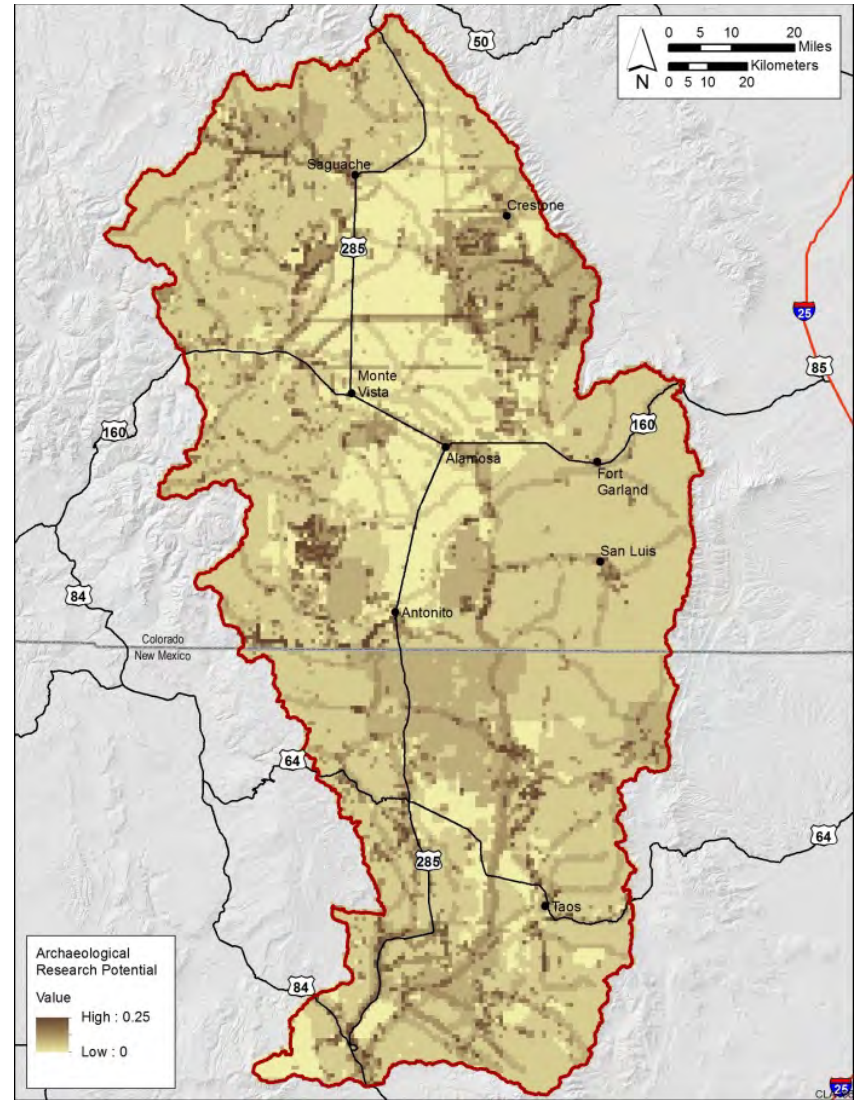 50
0 5 10 20
Miles
Kilometers
0 5 10 20
N
Saguache
Crestone
285
25
85
Monte
Vista
160
160
Alamosa
Fort
Garland
San Luis
84
Antonito
Colorado
New Mexico
64
64
285
Taos
84
Archaeological
Research Potential
Value
High : 0.25
Low : 0
25